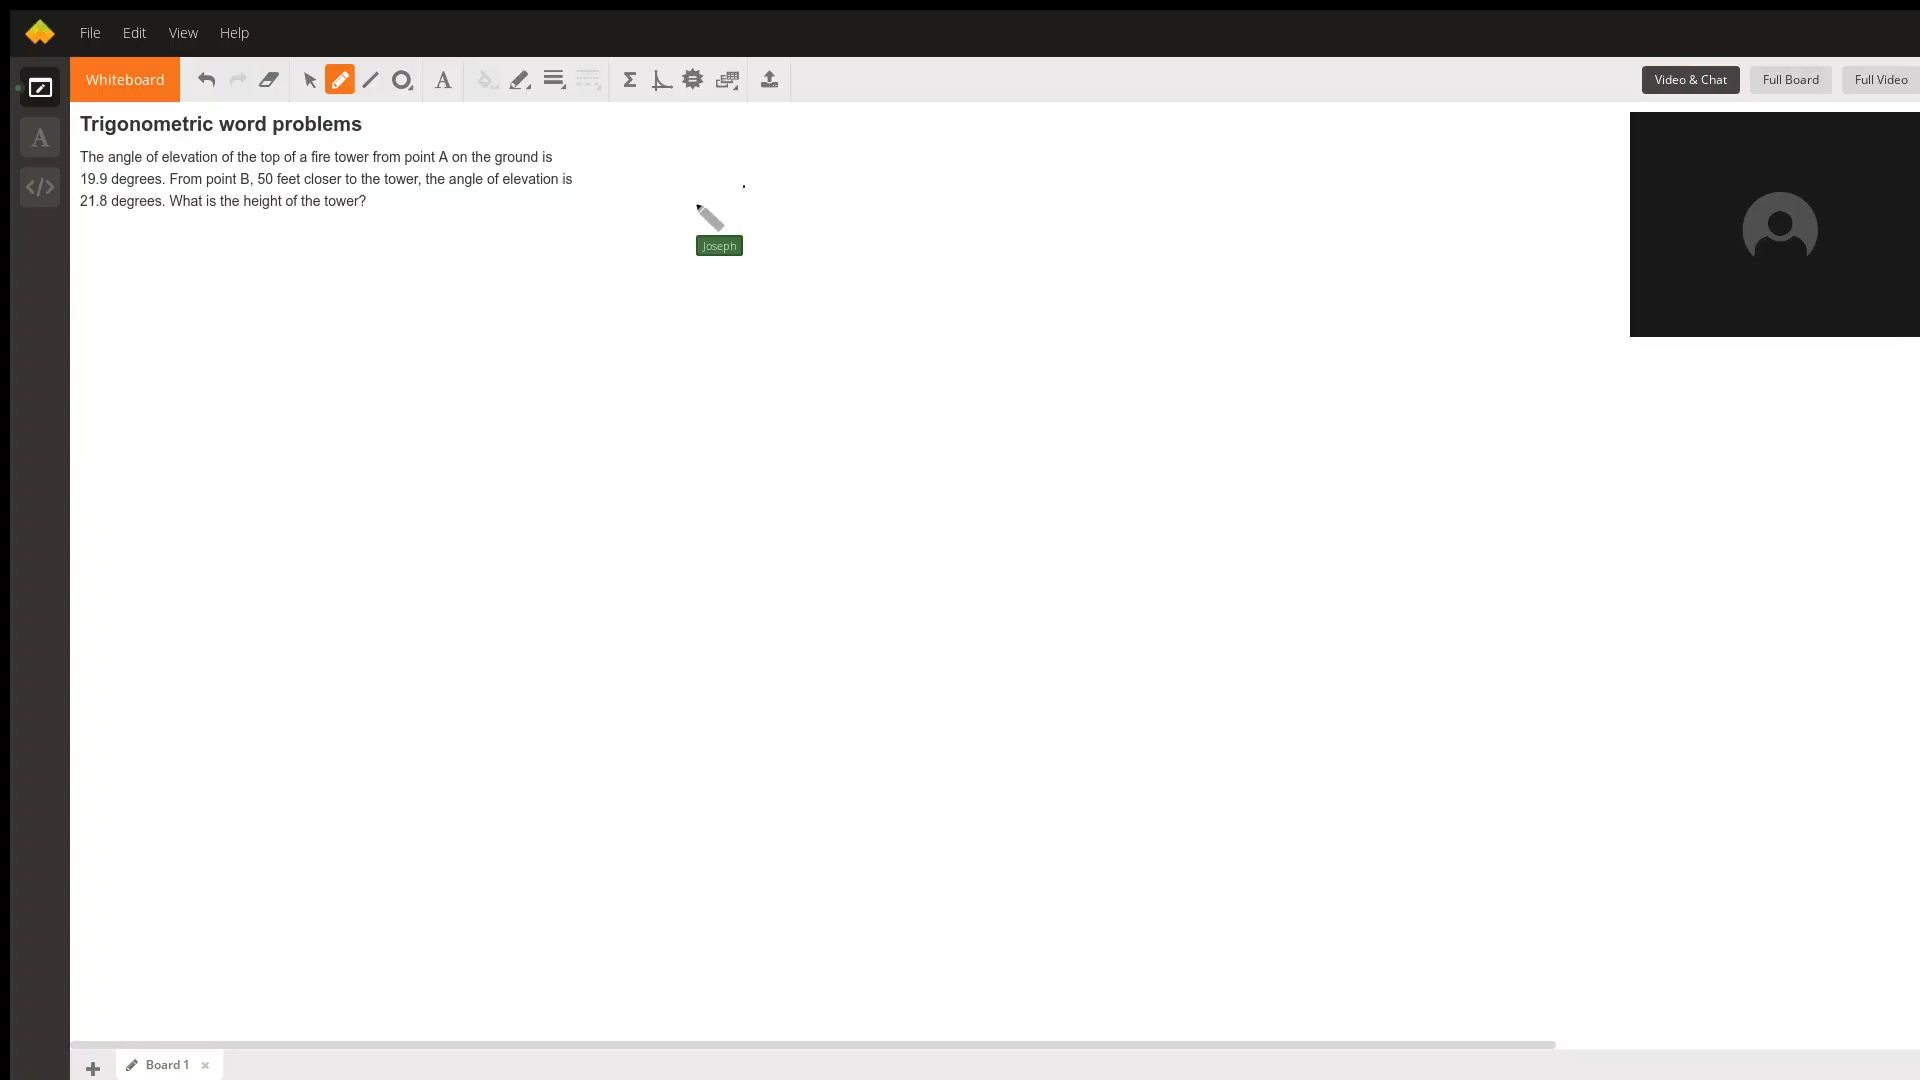 File Edit View Help
Whiteboard
A
Σ
Video & Chat
Full Board
Full Video
A
</>
Trigonometric word problems
The angle of elevation of the top of a fire tower from point A on the ground is
19.9 degrees. From point B, 50 feet closer to the tower, the angle of elevation is
21.8 degrees. What is the height of the tower?
Joseph
Board 1